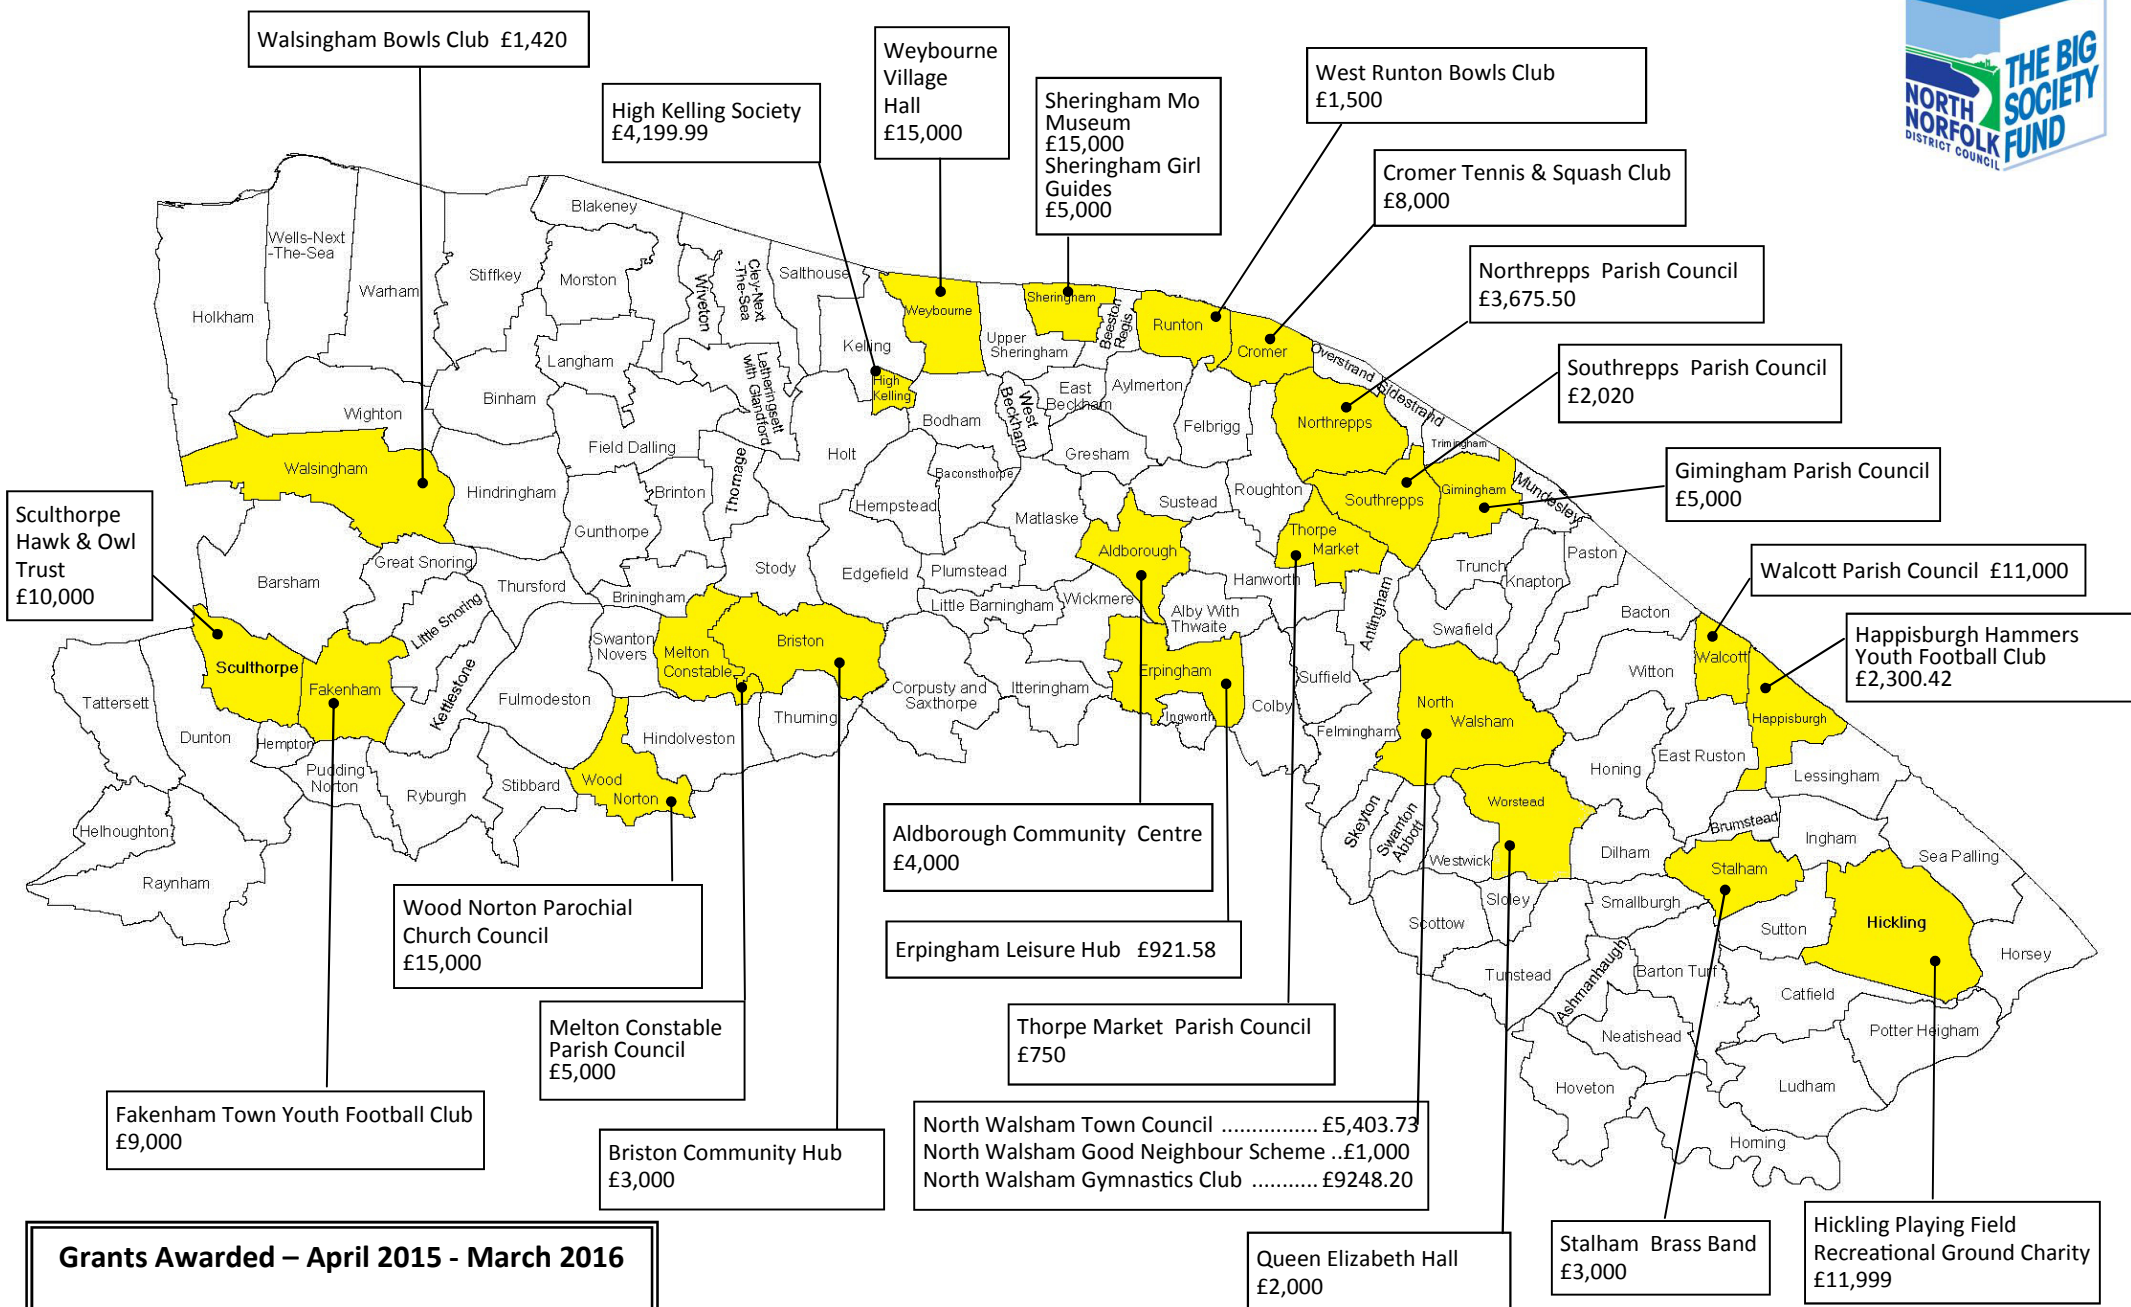 Walsingham Bowls Club £1,420
High Kelling Society
£4,199.99
Weybourne
Village
Hall
£15,000
Sheringham Mo
Museum
£15,000
Sheringham Girl
Guides
£5,000
West Runton Bowls Club
£1,500
Cromer Tennis & Squash Club
£8,000
Northrepps Parish Council
£3,675.50
Southrepps Parish Council
£2,020
Gimingham Parish Council
£5,000
Walcott Parish Council £11,000
Happisburgh Hammers
Youth Football Club
£2,300.42
NORTH
NORFOLK
DISTRICT COUNCIL
THE BIG
SOCIETY
FUND
Sculthorpe
Hawk & Owl
Trust
£10,000
Holkham
Wells-Next
-The-Sea
Warham
Stiffkey
Blakeney
Morston
Wiveton
Cley-Next
-The-Sea
Salthouse
Kelling
High
Kelling
Weybourne
Upper
Sheringham
Sheringham
Beeston
Regis
Runton
Cromer
Overstrand
Sidestrand
Langham
Letheringsett
with Glandford
Binham
Wighton
Walsingham
Field Dalling
Hindringham
Thornage
Brinton
Gunthorpe
Holt
Bodham
West
Beckham
East
Beckham
Aylmerton
Felbrigg
Northrepps
Trimingham
Gresham
Baconsthorpe
Hempstead
Matlaske
Sustead
Roughton
Southrepps
Gimingham
Mundesley
Thorpe
Market
Aldborough
Barsham
Great Snoring
Thursford
Stody
Edgefield
Plumstead
Hanworth
Trunch
Knapton
Paston
Briningham
Little Barningham
Wickmere
Alby With
Thwaite
Antingham
Swafield
Bacton
Little Snoring
Kettlestone
Swanton
Novers
Melton
Constable
Briston
Erpingham
Suffield
Witton
Walcott
Sculthorpe
Fakenham
Fulmodeston
Corpusty and
Saxthorpe
Itteringham
Ingworth
Colby
North
Walsham
Felmingham
Happisburgh
Tattersett
Dunton
Hempton
Pudding
Norton
Ryburgh
Stibbard
Hindolveston
Thurning
Wood
Norton
Honing
East Ruston
Lessingham
Worstead
Skeyton
Swanton
Abbott
Westwick
Helhoughton
Raynham
Dilham
Brumstead
Ingham
Sea Palling
Stalham
Hickling
Sloley
Scottow
Smallburgh
Sutton
Horsey
Tunstead
Ashmanhaugh
Barton Turf
Catfield
Neatishead
Potter Heigham
Hoveton
Ludham
Horning
Aldborough Community Centre
£4,000
Wood Norton Parochial
Church Council
£15,000
Erpingham Leisure Hub £921.58
Melton Constable
Parish Council
£5,000
Thorpe Market Parish Council
£750
Fakenham Town Youth Football Club
£9,000
Briston Community Hub
£3,000
North Walsham Town Council ................ £5,403.73
North Walsham Good Neighbour Scheme ..£1,000
North Walsham Gymnastics Club ........... £9248.20
Queen Elizabeth Hall
£2,000
Stalham Brass Band
£3,000
Hickling Playing Field
Recreational Ground Charity
£11,999
Grants Awarded – April 2015 - March 2016